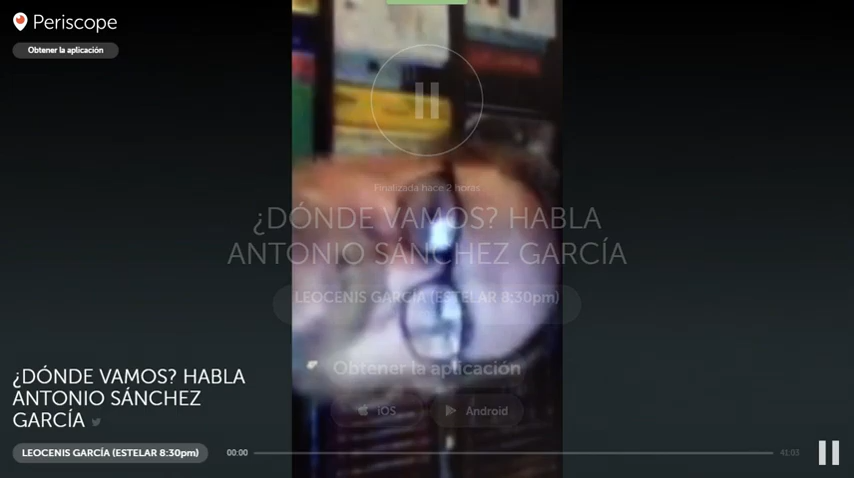 Periscope
Obtener la aplicación
Finalizada hace 2 horas
¿DÓNDE VAMOS? HABLA
ANTONIO SÁNCHEZ GARCÍA
LEOCENIS GARCÍA (ESTELAR 8:30pm)
Obtener la aplicación
iOS
Android
¿DÓNDE VAMOS? HABLA
ANTONIO SÁNCHEZ
GARCÍA
LEOCENIS GARCÍA (ESTELAR 8:30pm)
00:00
41:03